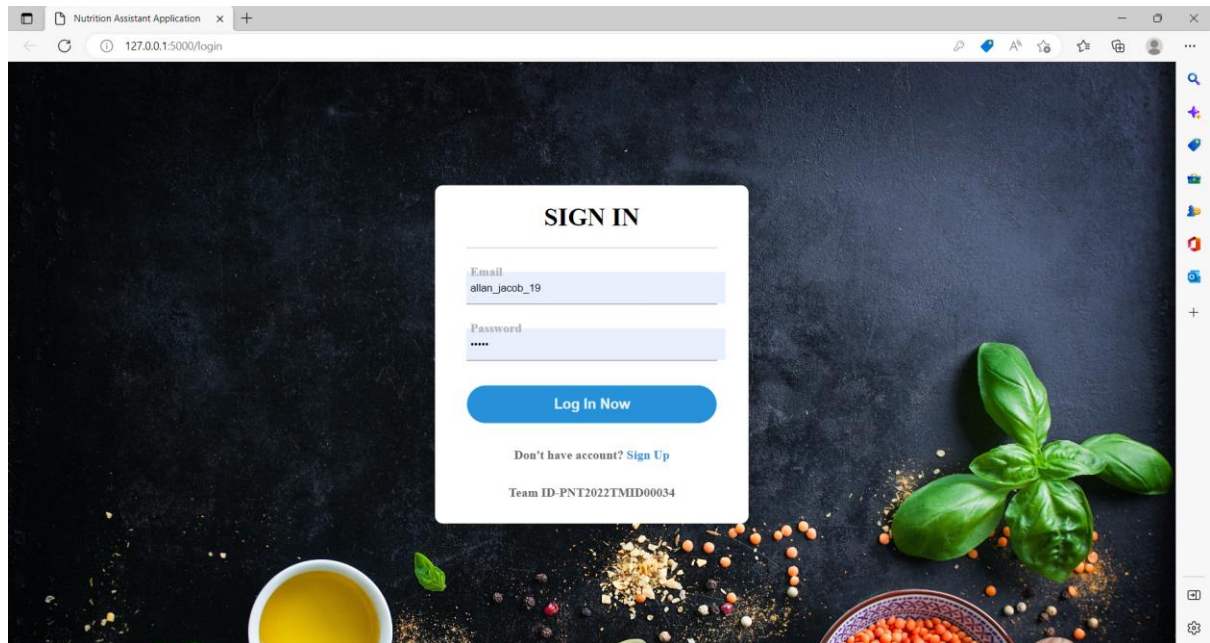 Nutrition Assistant Application
127.0.0.1:5000/login
SIGN IN
Email
allan_jacob_19
Password
•••••
Log In Now
Don't have account? Sign Up
Team ID-PNT2022TMID00034